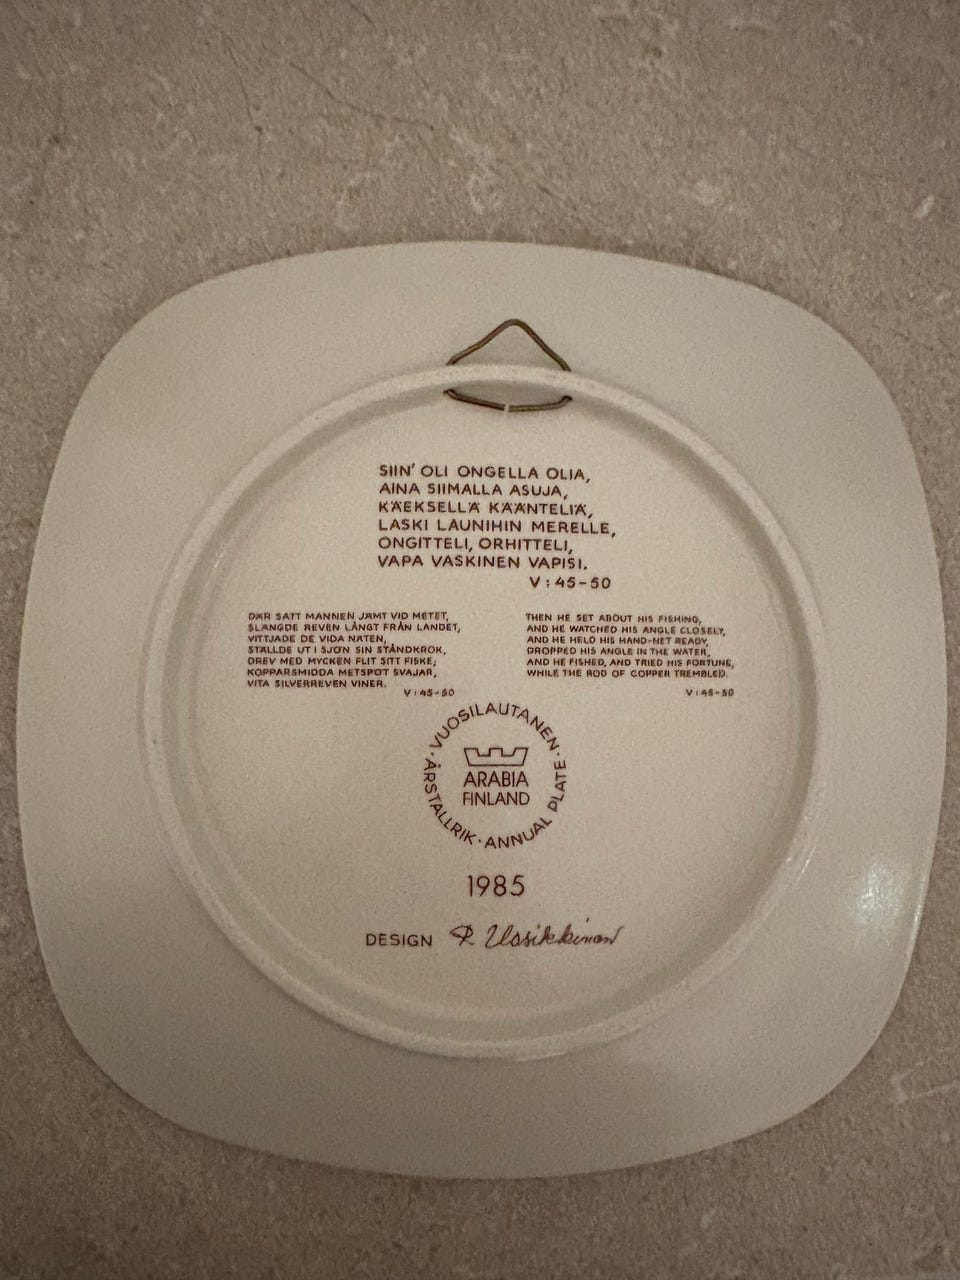 SIIN' OLI ONGELLA OLIA,
AINA SIIMALLA ASUJA,
KÄEKSELLÄ KÄÄNTELIÄ,
LASKI LAUNIHIN MERELLE,
ONGITTELI, ORHITTELI,
VAPA VASKINEN VAPISI.
V : 45-50
DÄR SATT MANNEN JÄMT VID METET,
SLÄNGDE REVEN LÅNGT FRÅN LANDET,
VITTJADE DE VIDA NÄTEN,
STÄLLDE UT I SJÖN SIN STÅNDKROK,
DREV MED MYCKEN FLIT SITT FISKE;
KOPPARSMIDDA METSPÖT SVAJAR,
VITA SILVERREVEN VINER.
V : 45-50
THEN HE SET ABOUT HIS FISHING,
AND HE WATCHED HIS ANGLE CLOSELY,
AND HE HELD HIS HAND-NET READY,
DROPPED HIS ANGLE IN THE WATER,
AND HE FISHED, AND TRIED HIS FORTUNE,
WHILE THE ROD OF COPPER TREMBLED.
V : 45-50
VUOSILAUTANEN · ANNUAL PLATE · ÅRSTALLRIK ·
ARABIA
FINLAND
1985
DESIGN R Uosikkinen